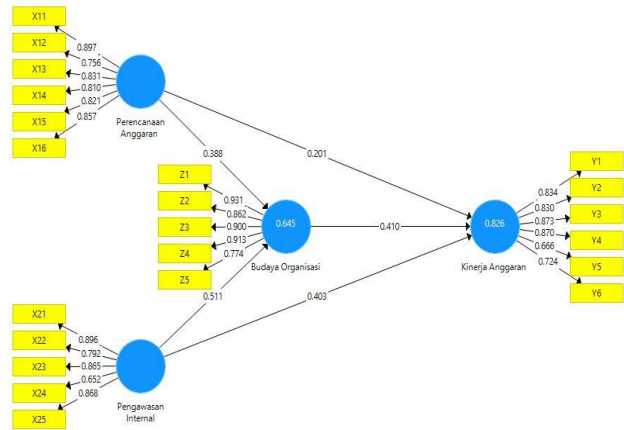 X11
X12
X13
X14
X15
X16
0.897
0.756
0.831
0.810
0.821
0.857
Perencanaan
Anggaran
0.388
0.201
Z1
Z2
Z3
Z4
Z5
0.931
0.862
0.900
0.913
0.774
0.645
Budaya Organisasi
0.410
0.826
Kinerja Anggaran
0.834
0.830
0.873
0.870
0.666
0.724
Y1
Y2
Y3
Y4
Y5
Y6
0.511
0.403
X21
X22
X23
X24
X25
0.896
0.792
0.865
0.652
0.868
Pengawasan
Internal